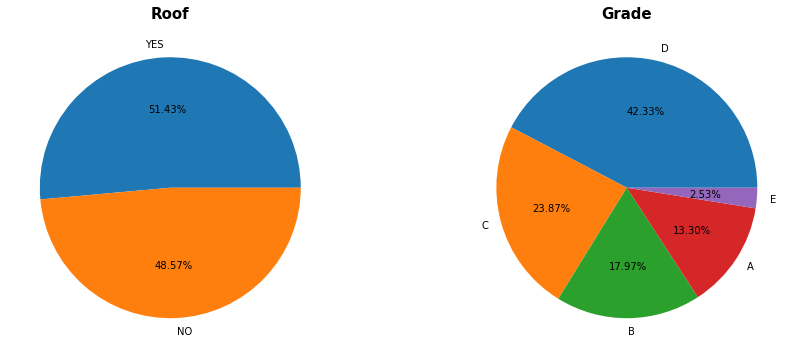 Roof
YES
51.43%
48.57%
NO
Grade
D
42.33%
C
23.87%
17.97%
B
13.30%
A
2.53%
E